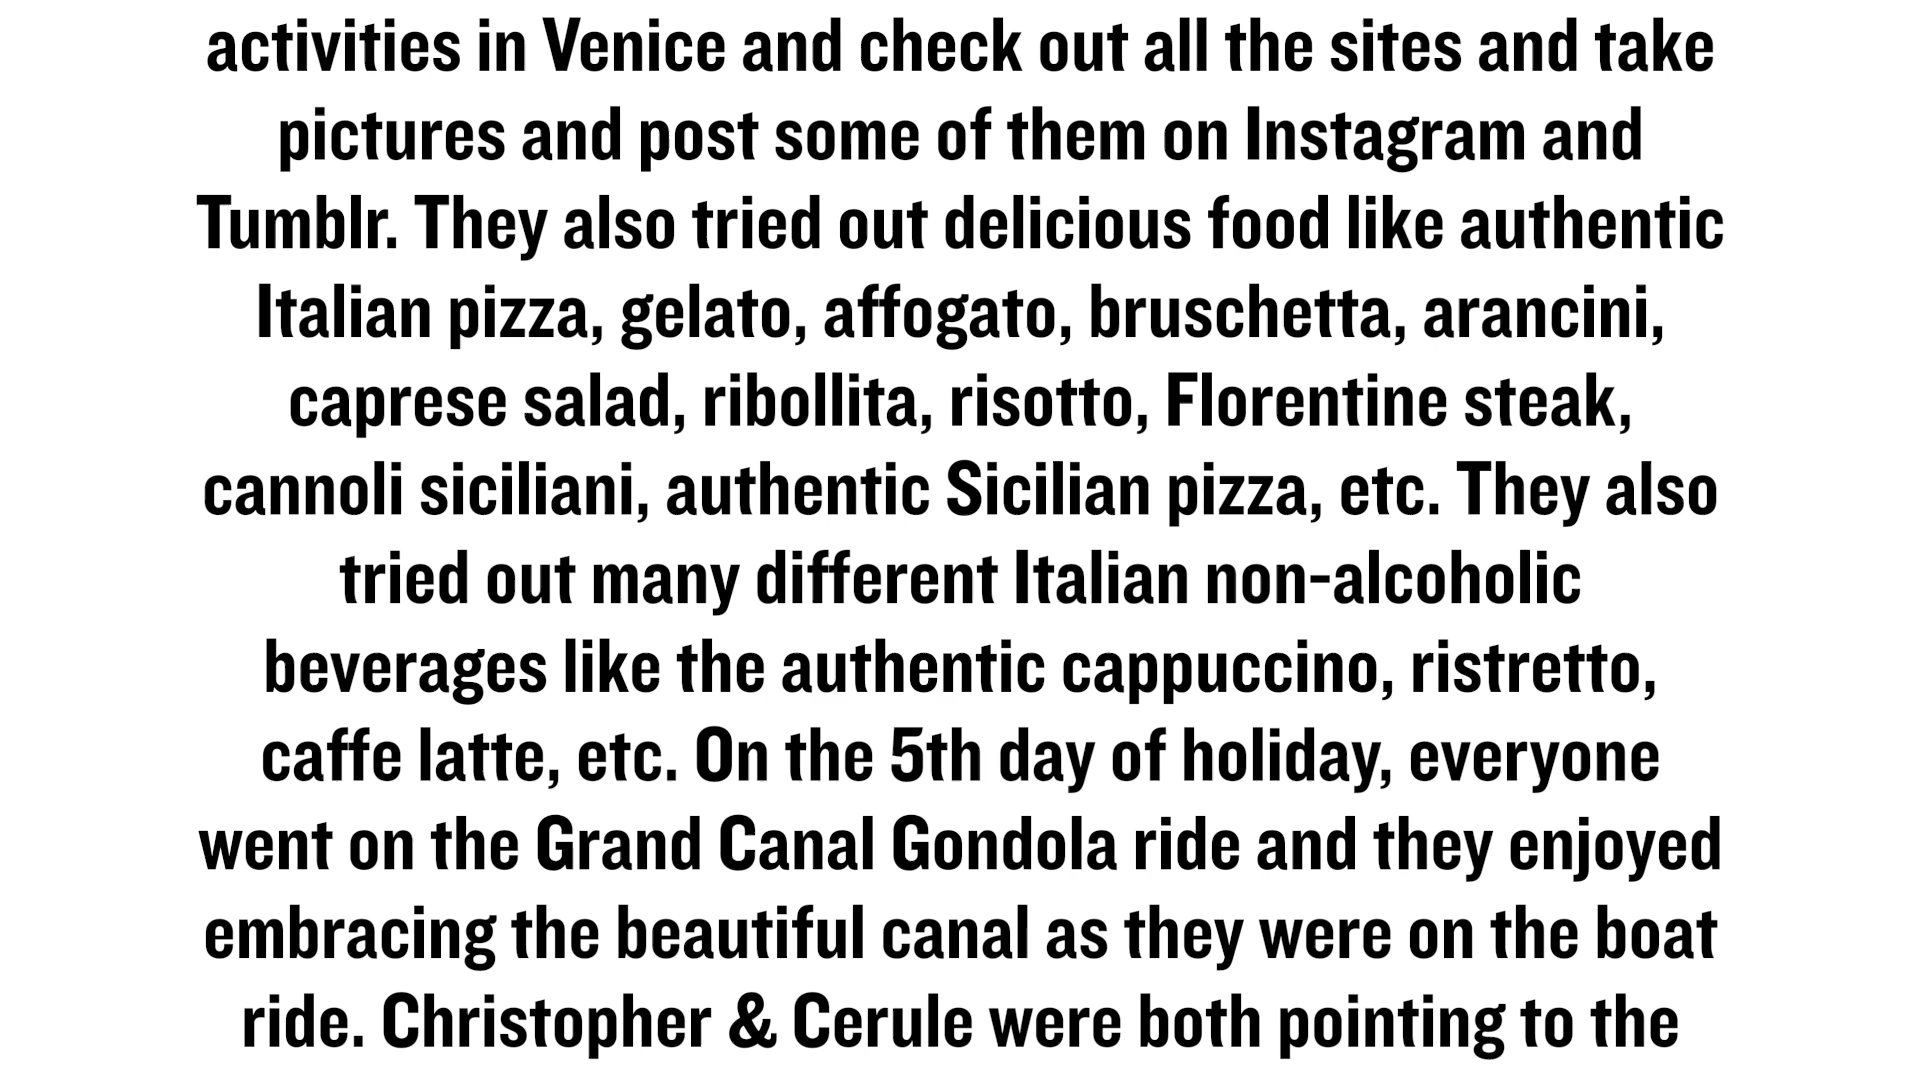 activities in Venice and check out all the sites and take
pictures and post some of them on Instagram and
Tumblr. They also tried out delicious food like authentic
Italian pizza, gelato, affogato, bruschetta, arancini,
caprese salad, ribollita, risotto, Florentine steak,
cannoli siciliani, authentic Sicilian pizza, etc. They also
tried out many different Italian non-alcoholic
beverages like the authentic cappuccino, ristretto,
caffe latte, etc. On the 5th day of holiday, everyone
went on the Grand Canal Gondola ride and they enjoyed
embracing the beautiful canal as they were on the boat
ride. Christopher & Cerule were both pointing to the